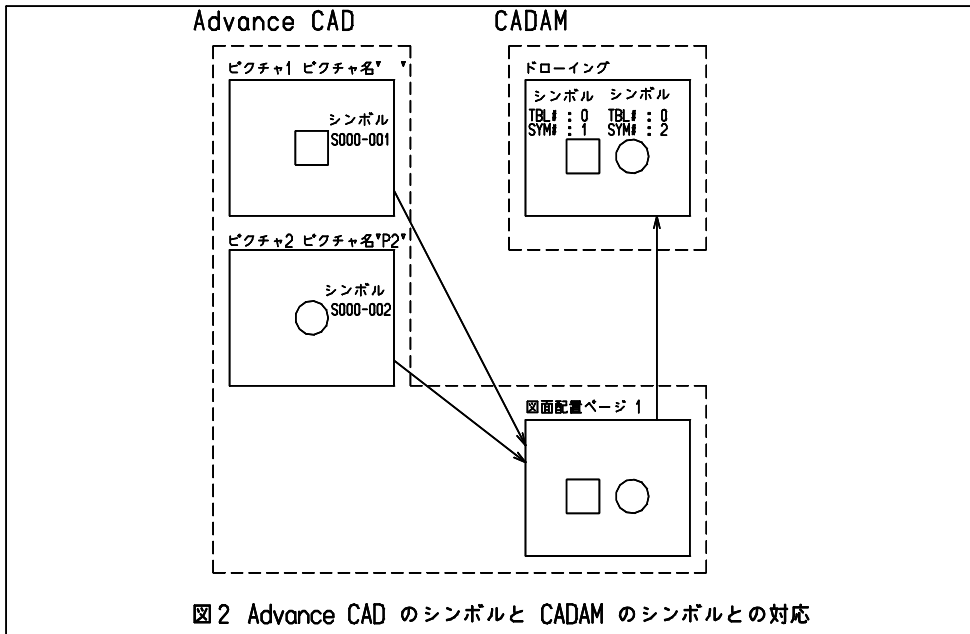 Advance CAD
CADAM
ピクチャ1 ピクチャ名" "
シンボル
S000-001
ピクチャ2 ピクチャ名"P2"
シンボル
S000-002
ドローイング
シンボル シンボル
TBL# : 0 TBL# : 0
SYM# : 1 SYM# : 2
図面配置ページ 1
図2 Advance CAD のシンボルと CADAM のシンボルとの対応